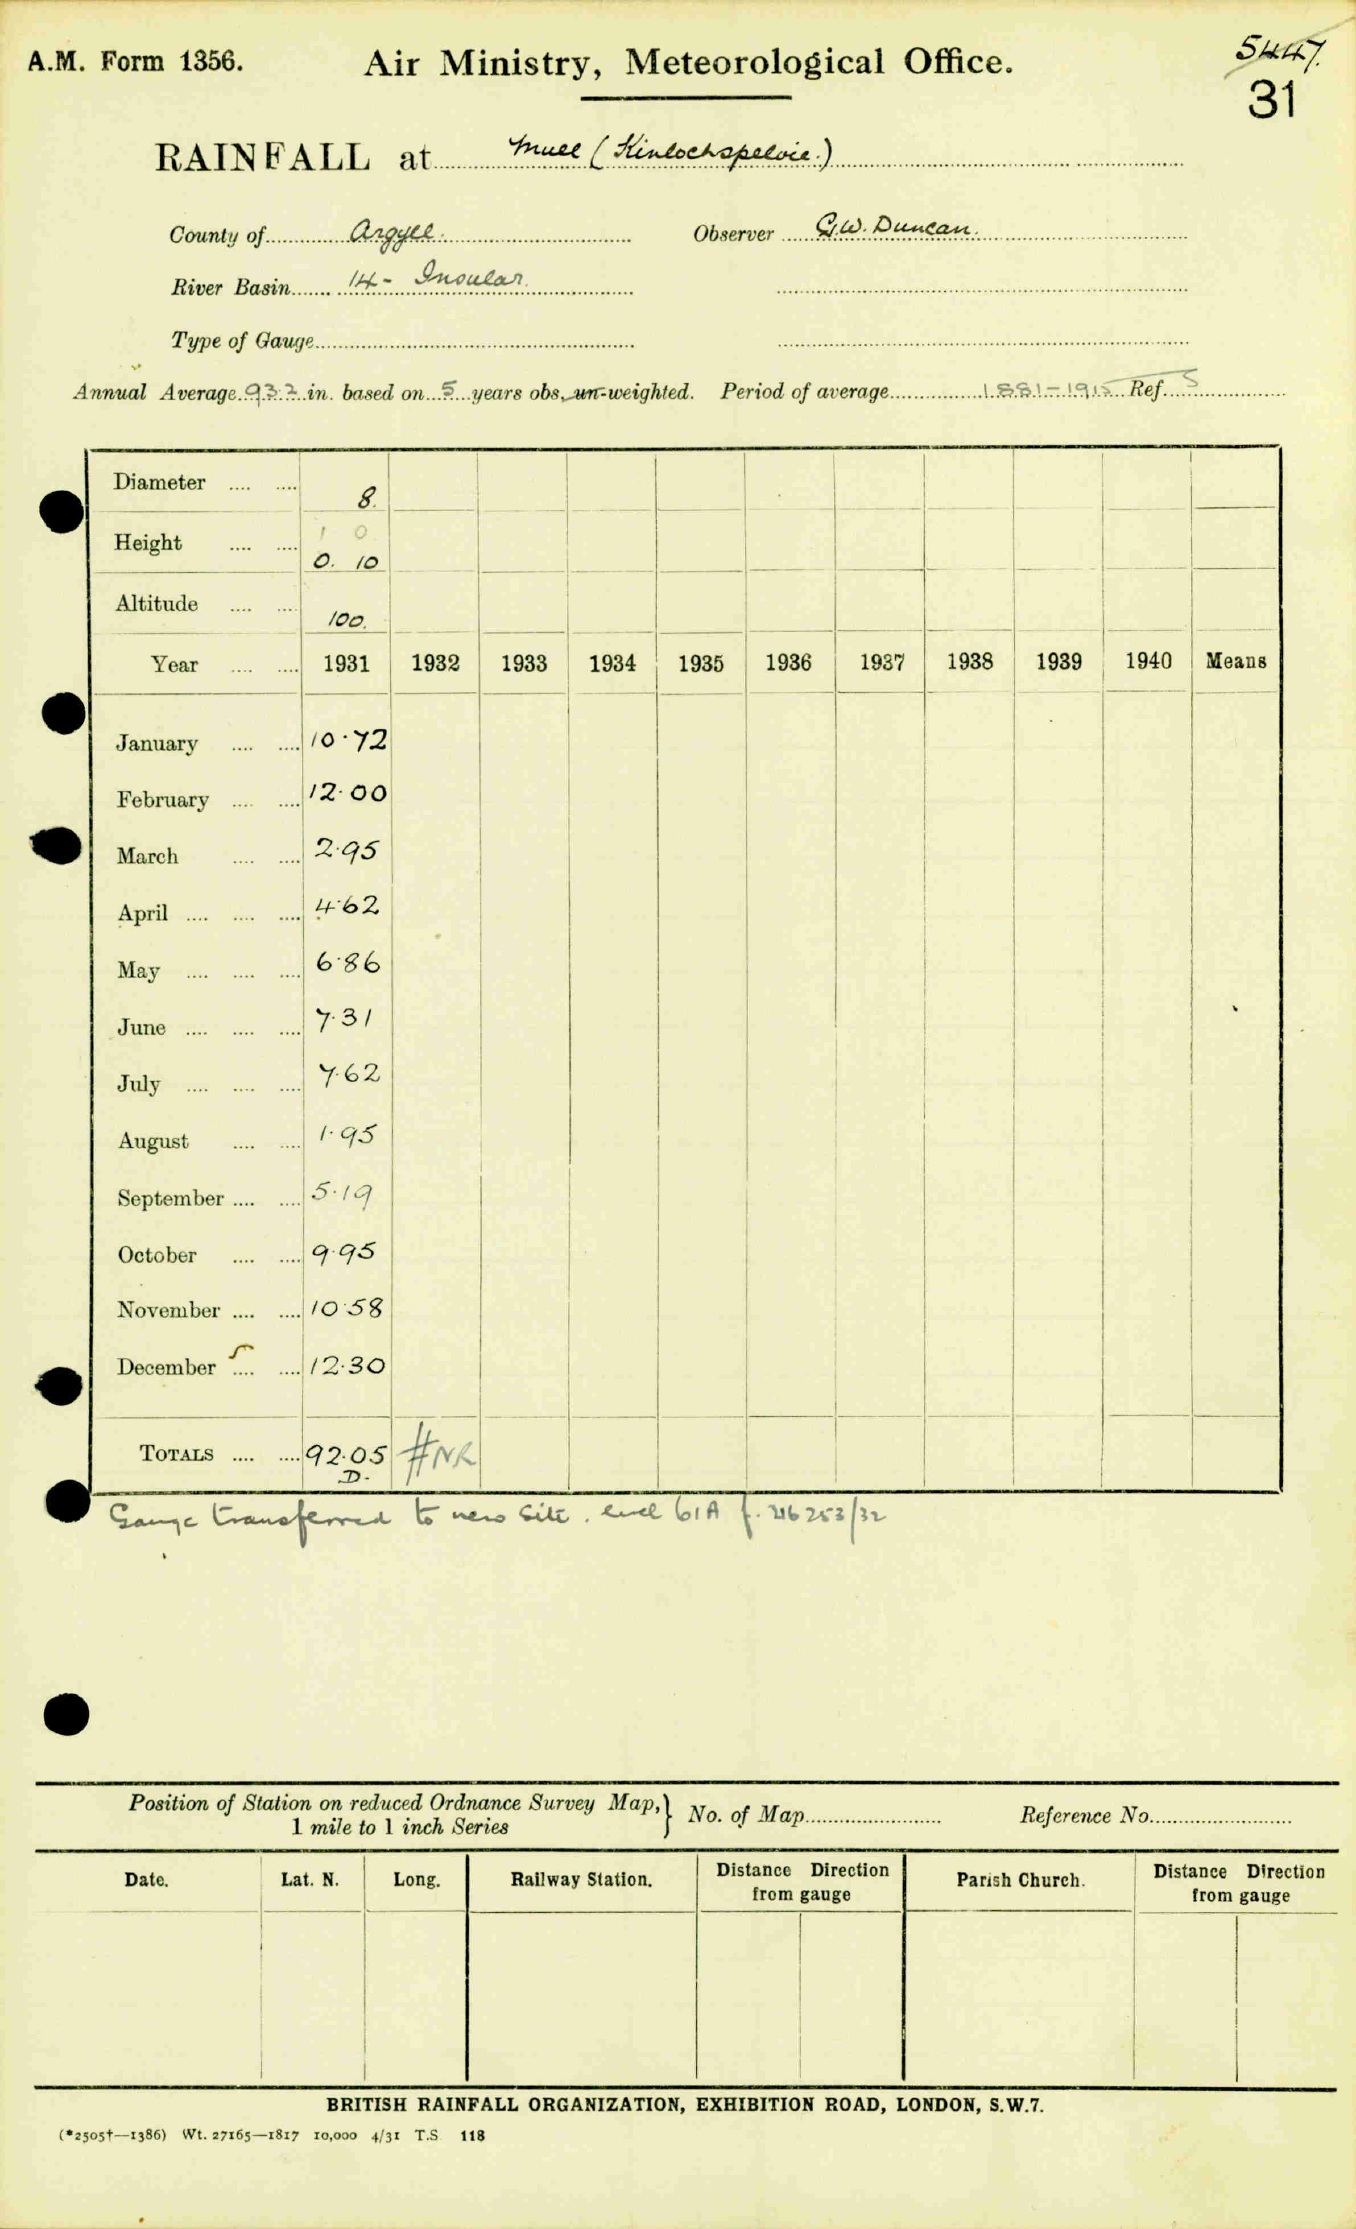 A.M. Form 1356.
Air Ministry, Meteorological Office.
5447.
31
RAINFALL at Mull (Kinlochspelvie.)
County of Argyll. Observer G.W. Duncan.
River Basin 14- Insular.
Type of Gauge
Annual Average 93.2 in. based on 5 years obs. un-weighted. Period of average 1881-1915 Ref. S
Diameter .... .... 8.
Height .... .... 1 0
0. 10
Altitude .... .... 100.
Year .... .... 1931 1932 1933 1934 1935 1936 1937 1938 1939 1940 Means
January .... .... 10.72
February .... .... 12.00
March .... .... 2.95
April .... .... .... 4.62
May .... .... .... 6.86
June .... .... .... 7.31
July .... .... .... 7.62
August .... .... 1.95
September .... .... 5.19
October .... .... 9.95
November .... .... 10.58
December .... .... 12.30
TOTALS .... .... 92.05 #NR
D.
Gauge transferred to new site. 61A f. 216253/32
Position of Station on reduced Ordnance Survey Map,
1 mile to 1 inch Series } No. of Map Reference No.
Date. Lat. N. Long. Railway Station. Distance Direction from gauge Parish Church. Distance Direction from gauge
BRITISH RAINFALL ORGANIZATION, EXHIBITION ROAD, LONDON, S.W.7.
(*2505†—1386) Wt. 27165—1817 10,000 4/31 T.S. 118